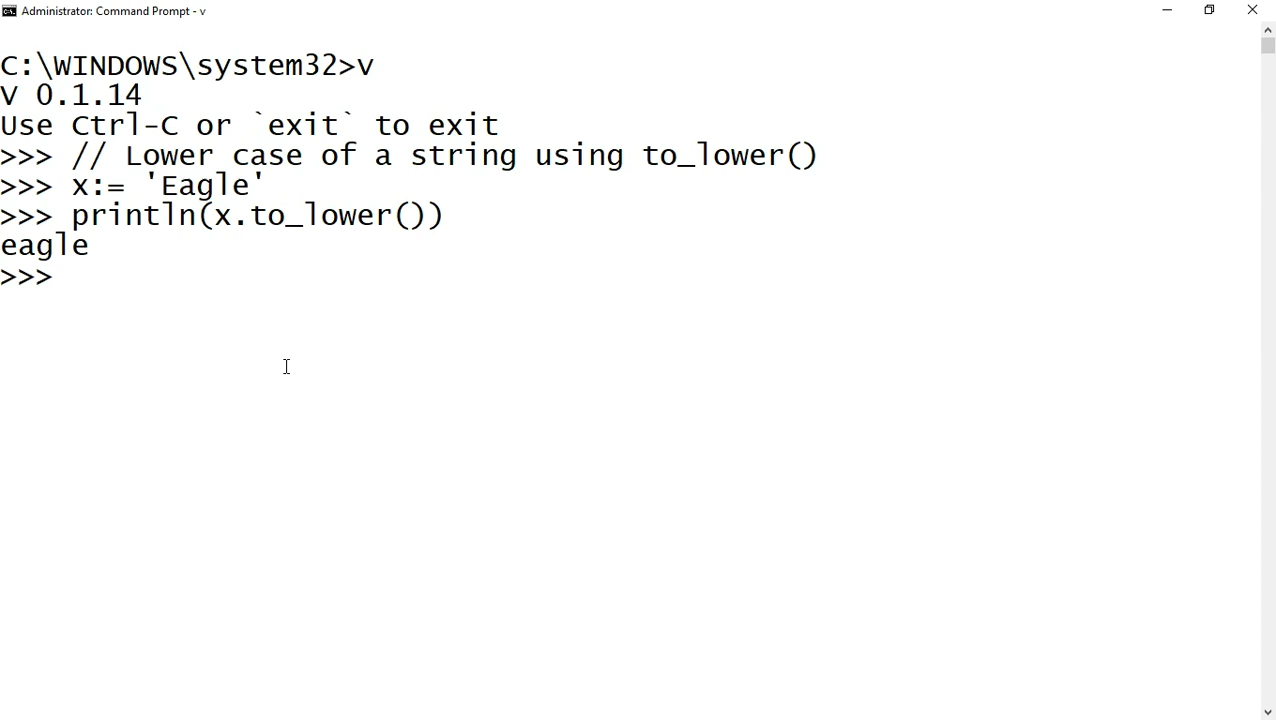 Administrator: Command Prompt - v
C:\WINDOWS\system32>v
V 0.1.14
Use Ctrl-C or `exit` to exit
>>> // Lower case of a string using to_lower()
>>> x:= 'Eagle'
>>> println(x.to_lower())
eagle
>>>